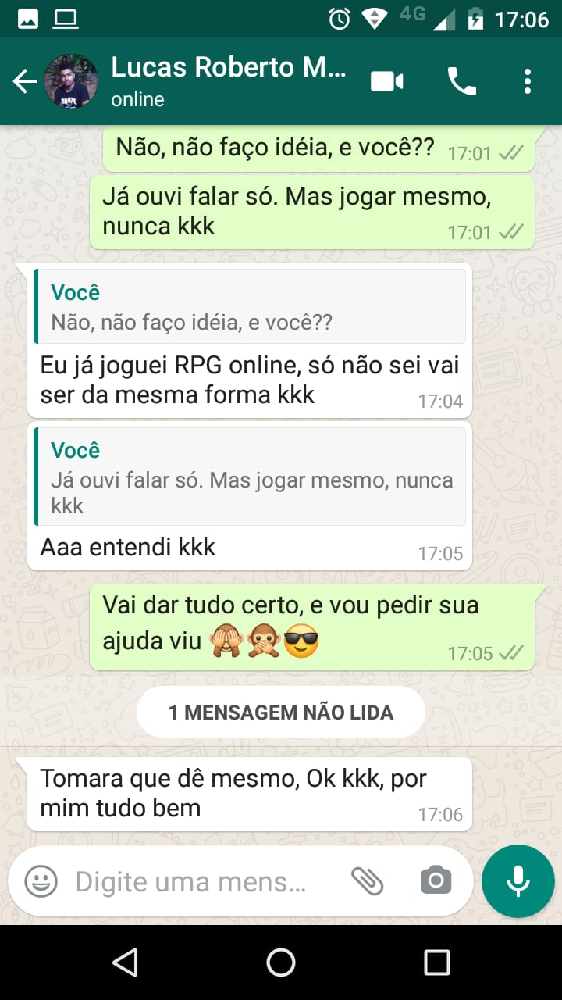 4G 17:06
Lucas Roberto M...
online
Não, não faço idéia, e você?? 17:01
Já ouvi falar só. Mas jogar mesmo,
nunca kkk 17:01
Você
Não, não faço idéia, e você??
Eu já joguei RPG online, só não sei vai
ser da mesma forma kkk 17:04
Você
Já ouvi falar só. Mas jogar mesmo, nunca
kkk
Aaa entendi kkk 17:05
Vai dar tudo certo, e vou pedir sua
ajuda viu 🙈🙊😎 17:05
1 MENSAGEM NÃO LIDA
Tomara que dê mesmo, Ok kkk, por
mim tudo bem 17:06
Digite uma mens...